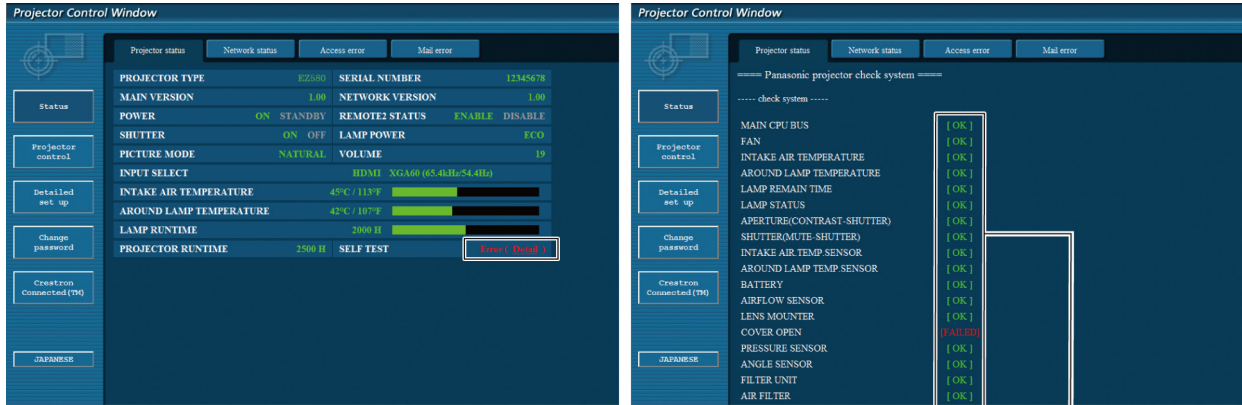 Projector Control Window
Projector status
Network status
Access error
Mail error
Status
Projector control
Detailed set up
Change password
Crestron Connected(TM)
JAPANESE
PROJECTOR TYPE EZ580 SERIAL NUMBER 12345678
MAIN VERSION 1.00 NETWORK VERSION 1.00
POWER ON STANDBY REMOTE2 STATUS ENABLE DISABLE
SHUTTER ON OFF LAMP POWER ECO
PICTURE MODE NATURAL VOLUME 19
INPUT SELECT HDMI XGA60 (65.4kHz/54.4Hz)
INTAKE AIR TEMPERATURE 45°C / 113°F
AROUND LAMP TEMPERATURE 42°C / 107°F
LAMP RUNTIME 2000 H
PROJECTOR RUNTIME 2500 H SELF TEST Error ( Detail )
Projector Control Window
Projector status
Network status
Access error
Mail error
Status
Projector control
Detailed set up
Change password
Crestron Connected(TM)
JAPANESE
==== Panasonic projector check system ====
----- check system -----
MAIN CPU BUS [ OK ]
FAN [ OK ]
INTAKE AIR TEMPERATURE [ OK ]
AROUND LAMP TEMPERATURE [ OK ]
LAMP REMAIN TIME [ OK ]
LAMP STATUS [ OK ]
APERTURE(CONTRAST-SHUTTER) [ OK ]
SHUTTER(MUTE-SHUTTER) [ OK ]
INTAKE AIR.TEMP.SENSOR [ OK ]
AROUND LAMP TEMP.SENSOR [ OK ]
BATTERY [ OK ]
AIRFLOW SENSOR [ OK ]
LENS MOUNTER [ OK ]
COVER OPEN [FAILED]
PRESSURE SENSOR [ OK ]
ANGLE SENSOR [ OK ]
FILTER UNIT [ OK ]
AIR FILTER [ OK ]